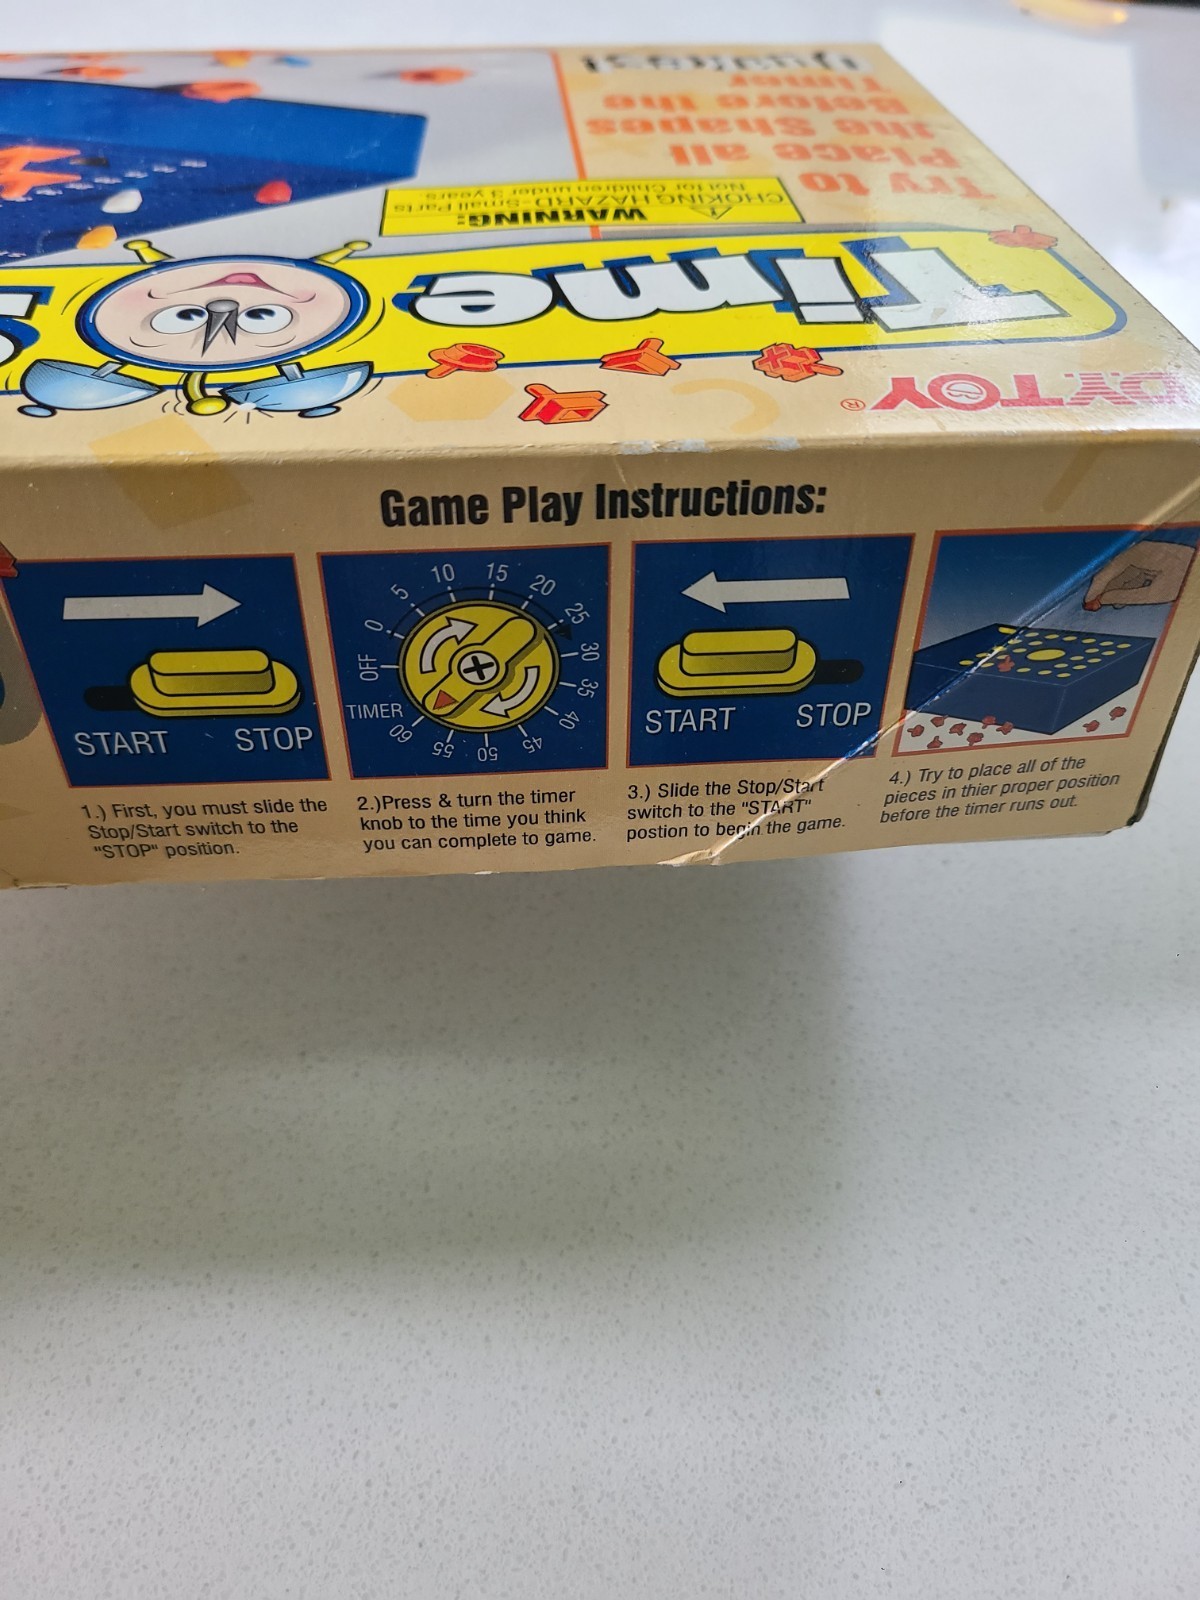 Try to
Place all
the Shapes
Before the
Timer
Quakes!
WARNING:
CHOKING HAZARD-Small Parts
Not for Children under 3 years
Time
D.Y.TOY®
Game Play Instructions:
START STOP
1.) First, you must slide the
Stop/Start switch to the
"STOP" position.
OFF 0 5 10 15 20 25 30 35 40 45 50 55 60
TIMER
2.)Press & turn the timer
knob to the time you think
you can complete to game.
START STOP
3.) Slide the Stop/Start
switch to the "START"
postion to begin the game.
4.) Try to place all of the
pieces in thier proper position
before the timer runs out.